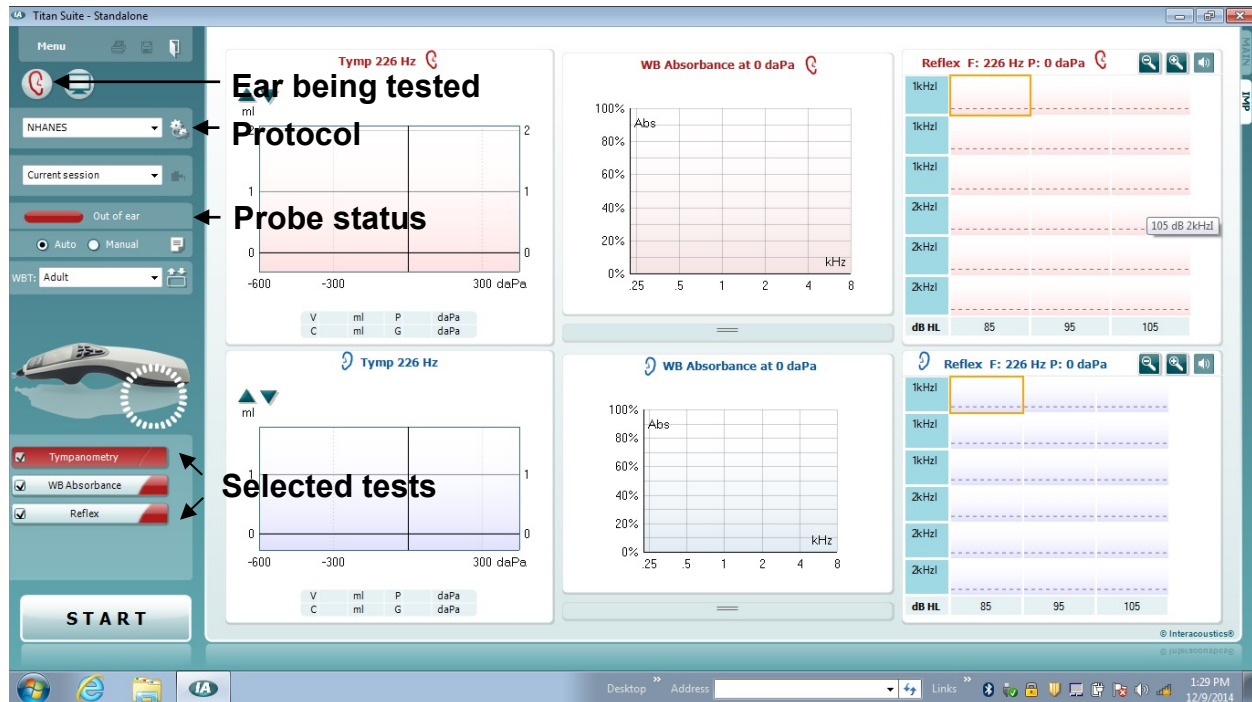 IA Titan Suite - Standalone
Menu
Ear being tested
NHANES
Protocol
Current session
Out of ear
Probe status
Auto Manual
WBT: Adult
Tympanometry
WB Absorbance
Reflex
Selected tests
START
Tymp 226 Hz
ml
2 2
1 1
0 0
-600 -300 300 daPa
V ml P daPa
C ml G daPa
WB Absorbance at 0 daPa
Abs
100%
80%
60%
40%
20%
0%
kHz
.25 .5 1 2 4 8
Reflex F: 226 Hz P: 0 daPa
1kHzI
1kHzI
1kHzI
2kHzI
105 dB 2kHzI
2kHzI
2kHzI
dB HL 85 95 105
MAIN
IMP
Tymp 226 Hz
ml
1 1
0 0
-600 -300 300 daPa
V ml P daPa
C ml G daPa
WB Absorbance at 0 daPa
Abs
100%
80%
60%
40%
20%
0%
kHz
.25 .5 1 2 4 8
Reflex F: 226 Hz P: 0 daPa
1kHzI
1kHzI
1kHzI
2kHzI
2kHzI
2kHzI
dB HL 85 95 105
© Interacoustics®
IA
Desktop » Address Links »
1:29 PM
12/9/2014